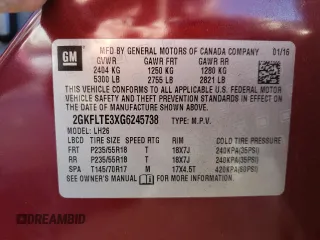 GM
MFD BY GENERAL MOTORS OF CANADA COMPANY 01/16
GVWR GAWR FRT GAWR RR
2404 KG 1250 KG 1280 KG
5300 LB 2755 LB 2821 LB
THIS VEHICLE CONFORMS TO ALL APPLICABLE U.S. FEDERAL
MOTOR VEHICLE SAFETY AND THEFT PREVENTION STANDARDS
IN EFFECT ON THE DATE
OF MANUFACTURE SHOWN ABOVE.
2GKFLTE3XG6245738 TYPE: M.P.V.
MODEL: LH26
LBCD TIRE SIZE SPEED RTG RIM COLD TIRE PRESSURE
FRT P235/55R18 T 18X7J 240KPA(35PSI)
RR P235/55R18 T 18X7J 240KPA(35PSI)
SPA T145/70R17 M 17X4.5T 420KPA(60PSI)
SEE OWNER'S MANUAL FOR ADDITIONAL INFORMATION.
DREAMBID